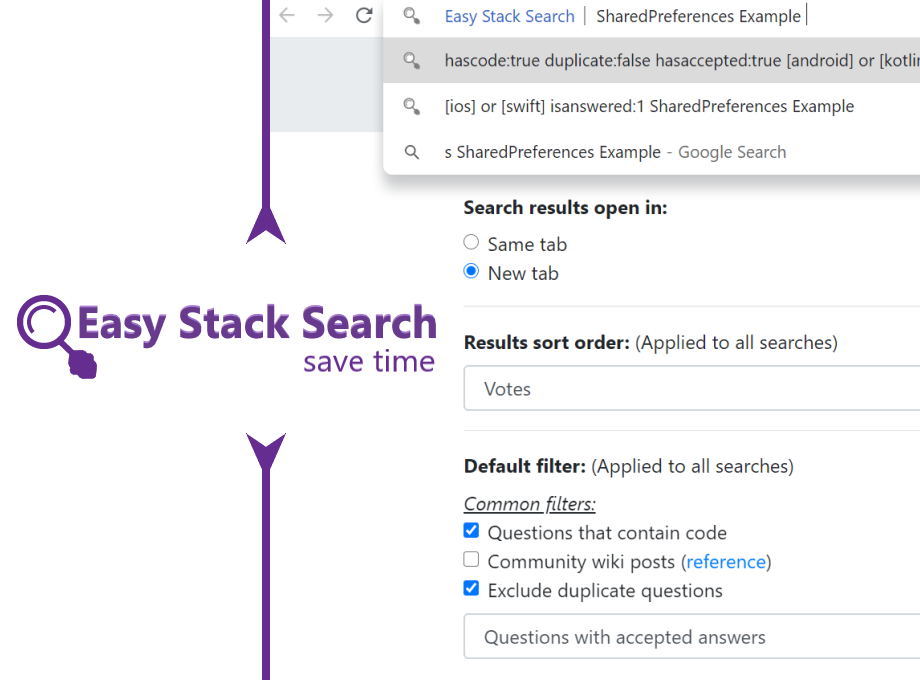 Easy Stack Search | SharedPreferences Example
hascode:true duplicate:false hasaccepted:true [android] or [kotlin
[ios] or [swift] isanswered:1 SharedPreferences Example
s SharedPreferences Example - Google Search
Search results open in:
Same tab
New tab
Easy Stack Search
save time
Results sort order: (Applied to all searches)
Votes
Default filter: (Applied to all searches)
Common filters:
Questions that contain code
Community wiki posts (reference)
Exclude duplicate questions
Questions with accepted answers